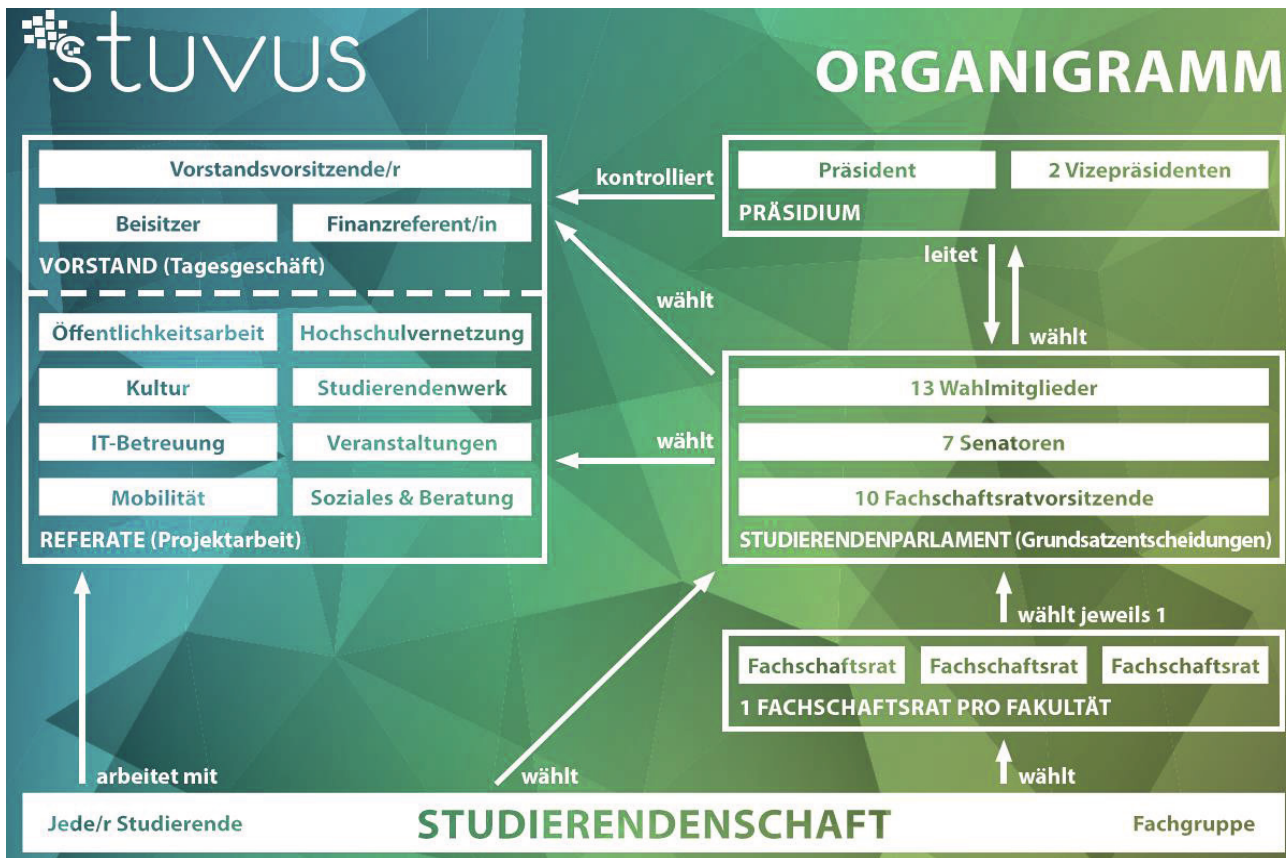 stuvus
ORGANIGRAMM
Vorstandsvorsitzende/r
Beisitzer
Finanzreferent/in
VORSTAND (Tagesgeschäft)
Öffentlichkeitsarbeit
Hochschulvernetzung
Kultur
Studierendenwerk
IT-Betreuung
Veranstaltungen
Mobilität
Soziales & Beratung
REFERATE (Projektarbeit)
kontrolliert
wählt
wählt
Präsident
2 Vizepräsidenten
PRÄSIDIUM
leitet
wählt
13 Wahlmitglieder
7 Senatoren
10 Fachschaftsratvorsitzende
STUDIERENDENPARLAMENT (Grundsatzentscheidungen)
wählt jeweils 1
Fachschaftsrat
Fachschaftsrat
Fachschaftsrat
1 FACHSCHAFTSRAT PRO FAKULTÄT
arbeitet mit
wählt
wählt
Jede/r Studierende
STUDIERENDENSCHAFT
Fachgruppe